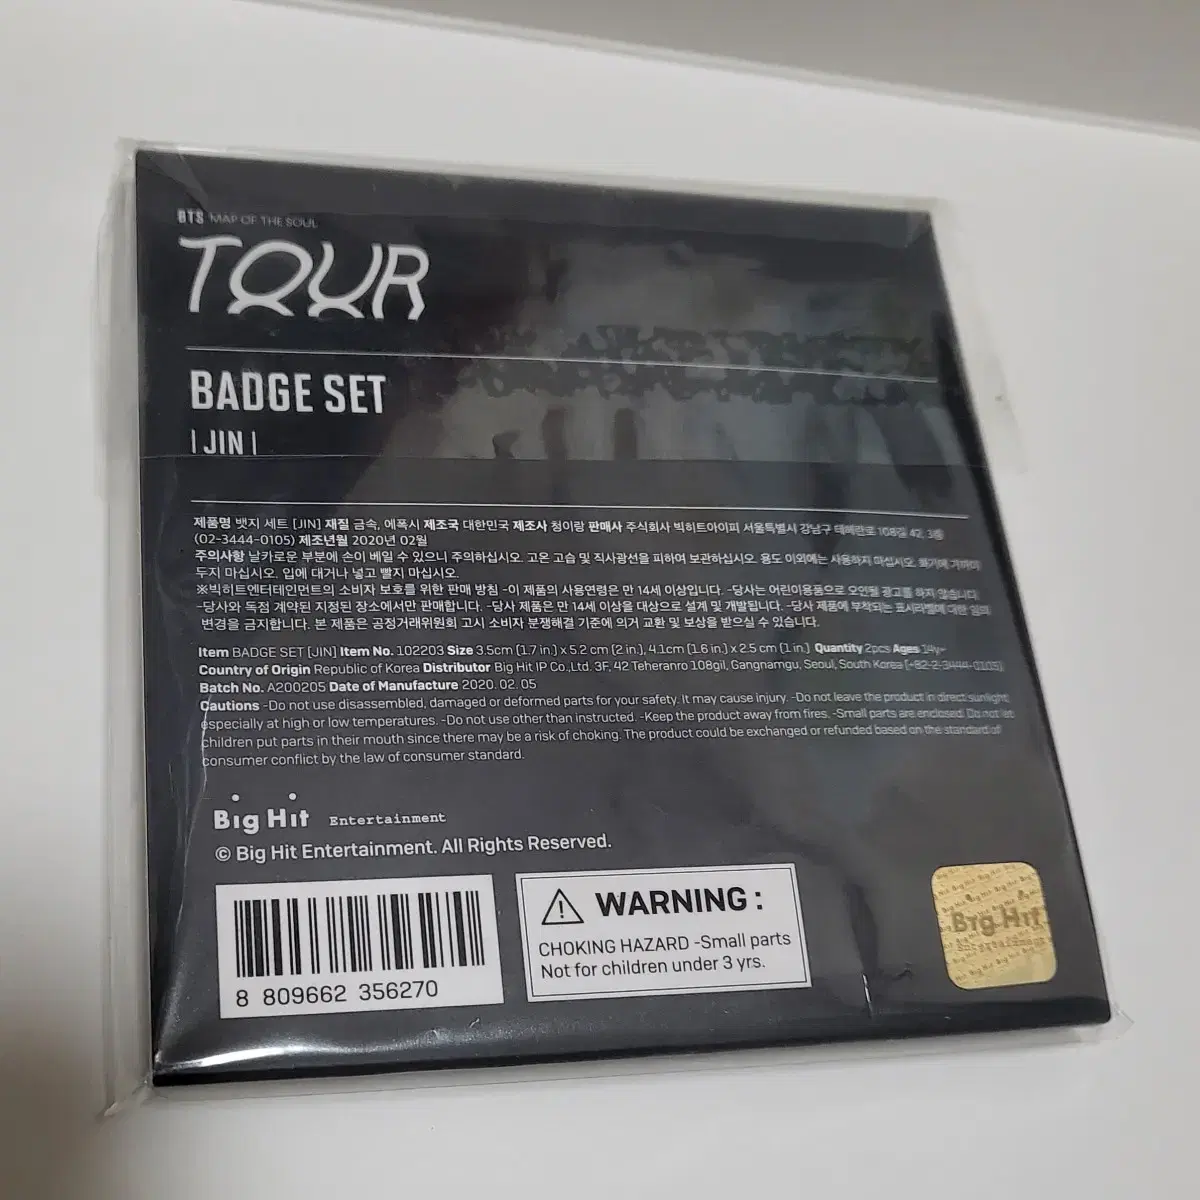 BTS MAP OF THE SOUL
TOUR
BADGE SET
| JIN |
제품명 뱃지 세트 [JIN] 재질 금속, 에폭시 제조국 대한민국 제조사 청이랑 판매사 주식회사 빅히트아이피 서울특별시 강남구 테헤란로 108길 42, 3층
(02-3444-0105) 제조년월 2020년 02월
주의사항 날카로운 부분에 손이 베일 수 있으니 주의하십시오. 고온 고습 및 직사광선을 피하여 보관하십시오. 용도 이외에는 사용하지 마십시오. 화기에 가까이
두지 마십시오. 입에 대거나 넣고 빨지 마십시오.
※빅히트엔터테인먼트의 소비자 보호를 위한 판매 방침 -이 제품의 사용연령은 만 14세 이상입니다. -당사는 어린이용품으로 오인될 광고를 하지 않습니다.
-당사와 독점 계약된 지정된 장소에서만 판매합니다. -당사 제품은 만 14세 이상을 대상으로 설계 및 개발됩니다. -당사 제품에 부착되는 표시라벨에 대한 임의
변경을 금지합니다. 본 제품은 공정거래위원회 고시 소비자 분쟁해결 기준에 의거 교환 및 보상을 받으실 수 있습니다.
Item BADGE SET [JIN] Item No. 102203 Size 3.5cm (1.7 in.) x 5.2 cm (2 in.), 4.1cm (1.6 in.) x 2.5 cm (1 in.) Quantity 2pcs Ages 14y+
Country of Origin Republic of Korea Distributor Big Hit IP Co.,Ltd. 3F, 42 Teheranro 108gil, Gangnamgu, Seoul, South Korea (+82-2-3444-0105)
Batch No. A200205 Date of Manufacture 2020. 02. 05
Cautions -Do not use disassembled, damaged or deformed parts for your safety. It may cause injury. -Do not leave the product in direct sunlight
especially at high or low temperatures. -Do not use other than instructed. -Keep the product away from fires. -Small parts are enclosed. Do not let
children put parts in their mouth since there may be a risk of choking. The product could be exchanged or refunded based on the standard of
consumer conflict by the law of consumer standard.
Big Hit Entertainment
© Big Hit Entertainment. All Rights Reserved.
8 809662 356270
WARNING :
CHOKING HAZARD -Small parts
Not for children under 3 yrs.
Big Hit
Entertainment